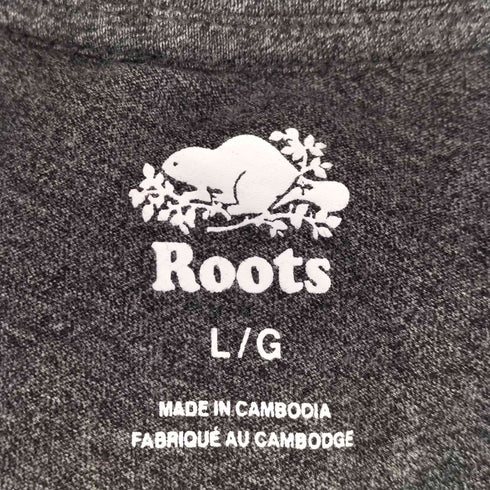 Roots
L/G
MADE IN CAMBODIA
FABRIQUÉ AU CAMBODGE